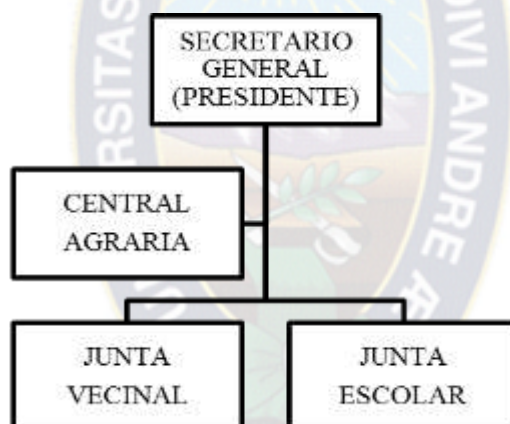 SECRETARIO
GENERAL
(PRESIDENTE)
CENTRAL
AGRARIA
JUNTA
VECINAL
JUNTA
ESCOLAR